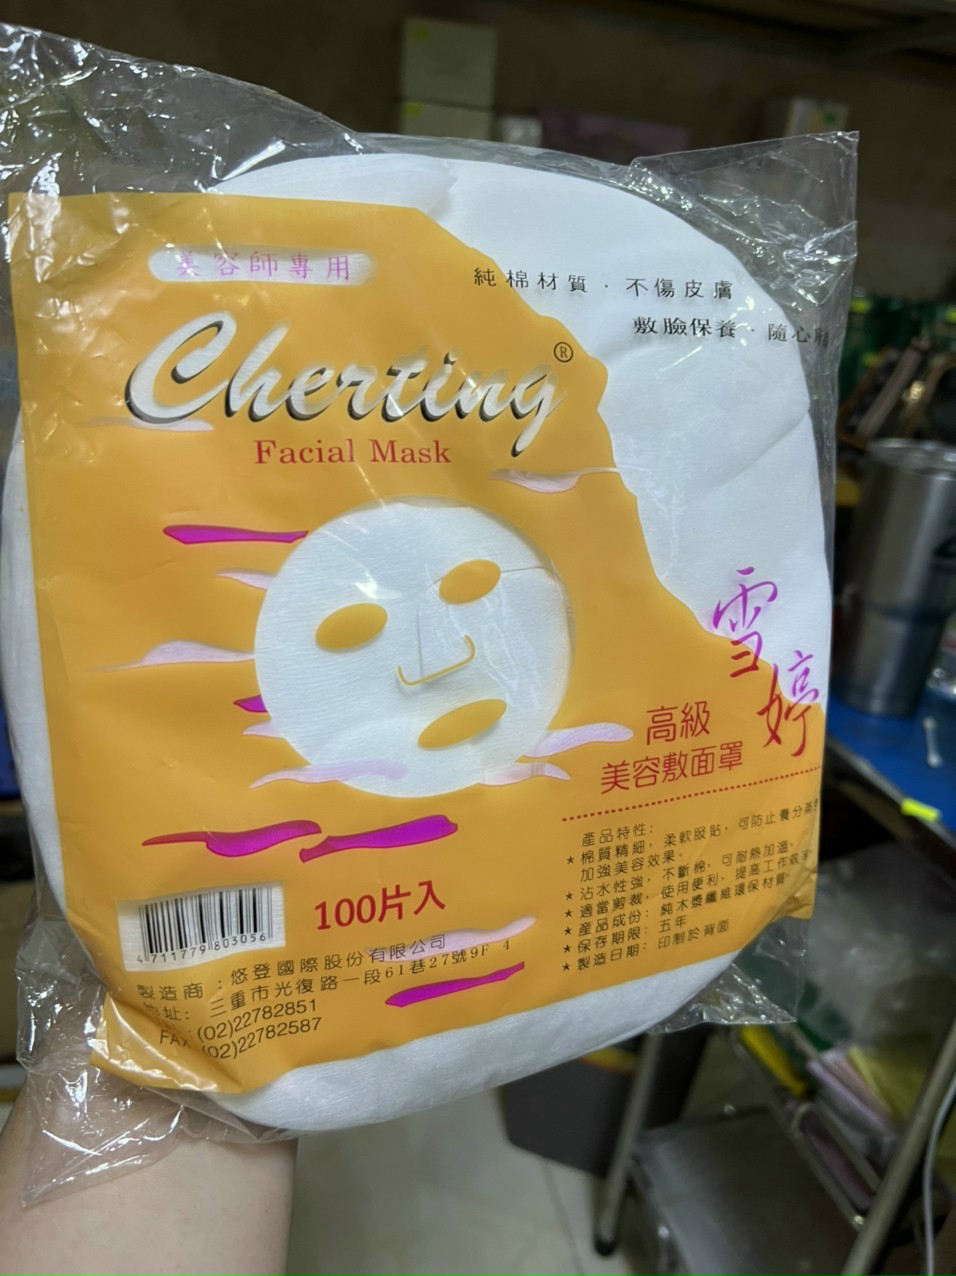 美容師專用
純棉材質．不傷皮膚
敷臉保養．隨心所
Cherting®
Facial Mask
雪婷
高級
美容敷面罩
產品特性：
★棉質精細，柔軟服貼，可防止養分蒸
加強美容效果。
★沾水性強，不斷棉，可耐熱加溫，
★適當剪裁，使用便利，提高工作效率。
★產品成份：純木漿纖維環保材質。
★保存期限：五年
★製造日期：印制於背面
100片入
4711779803056
製造商：悠登國際股份有限公司
地址：三重市光復路一段61巷27號9F 4
(02)22782851
FAX (02)22782587